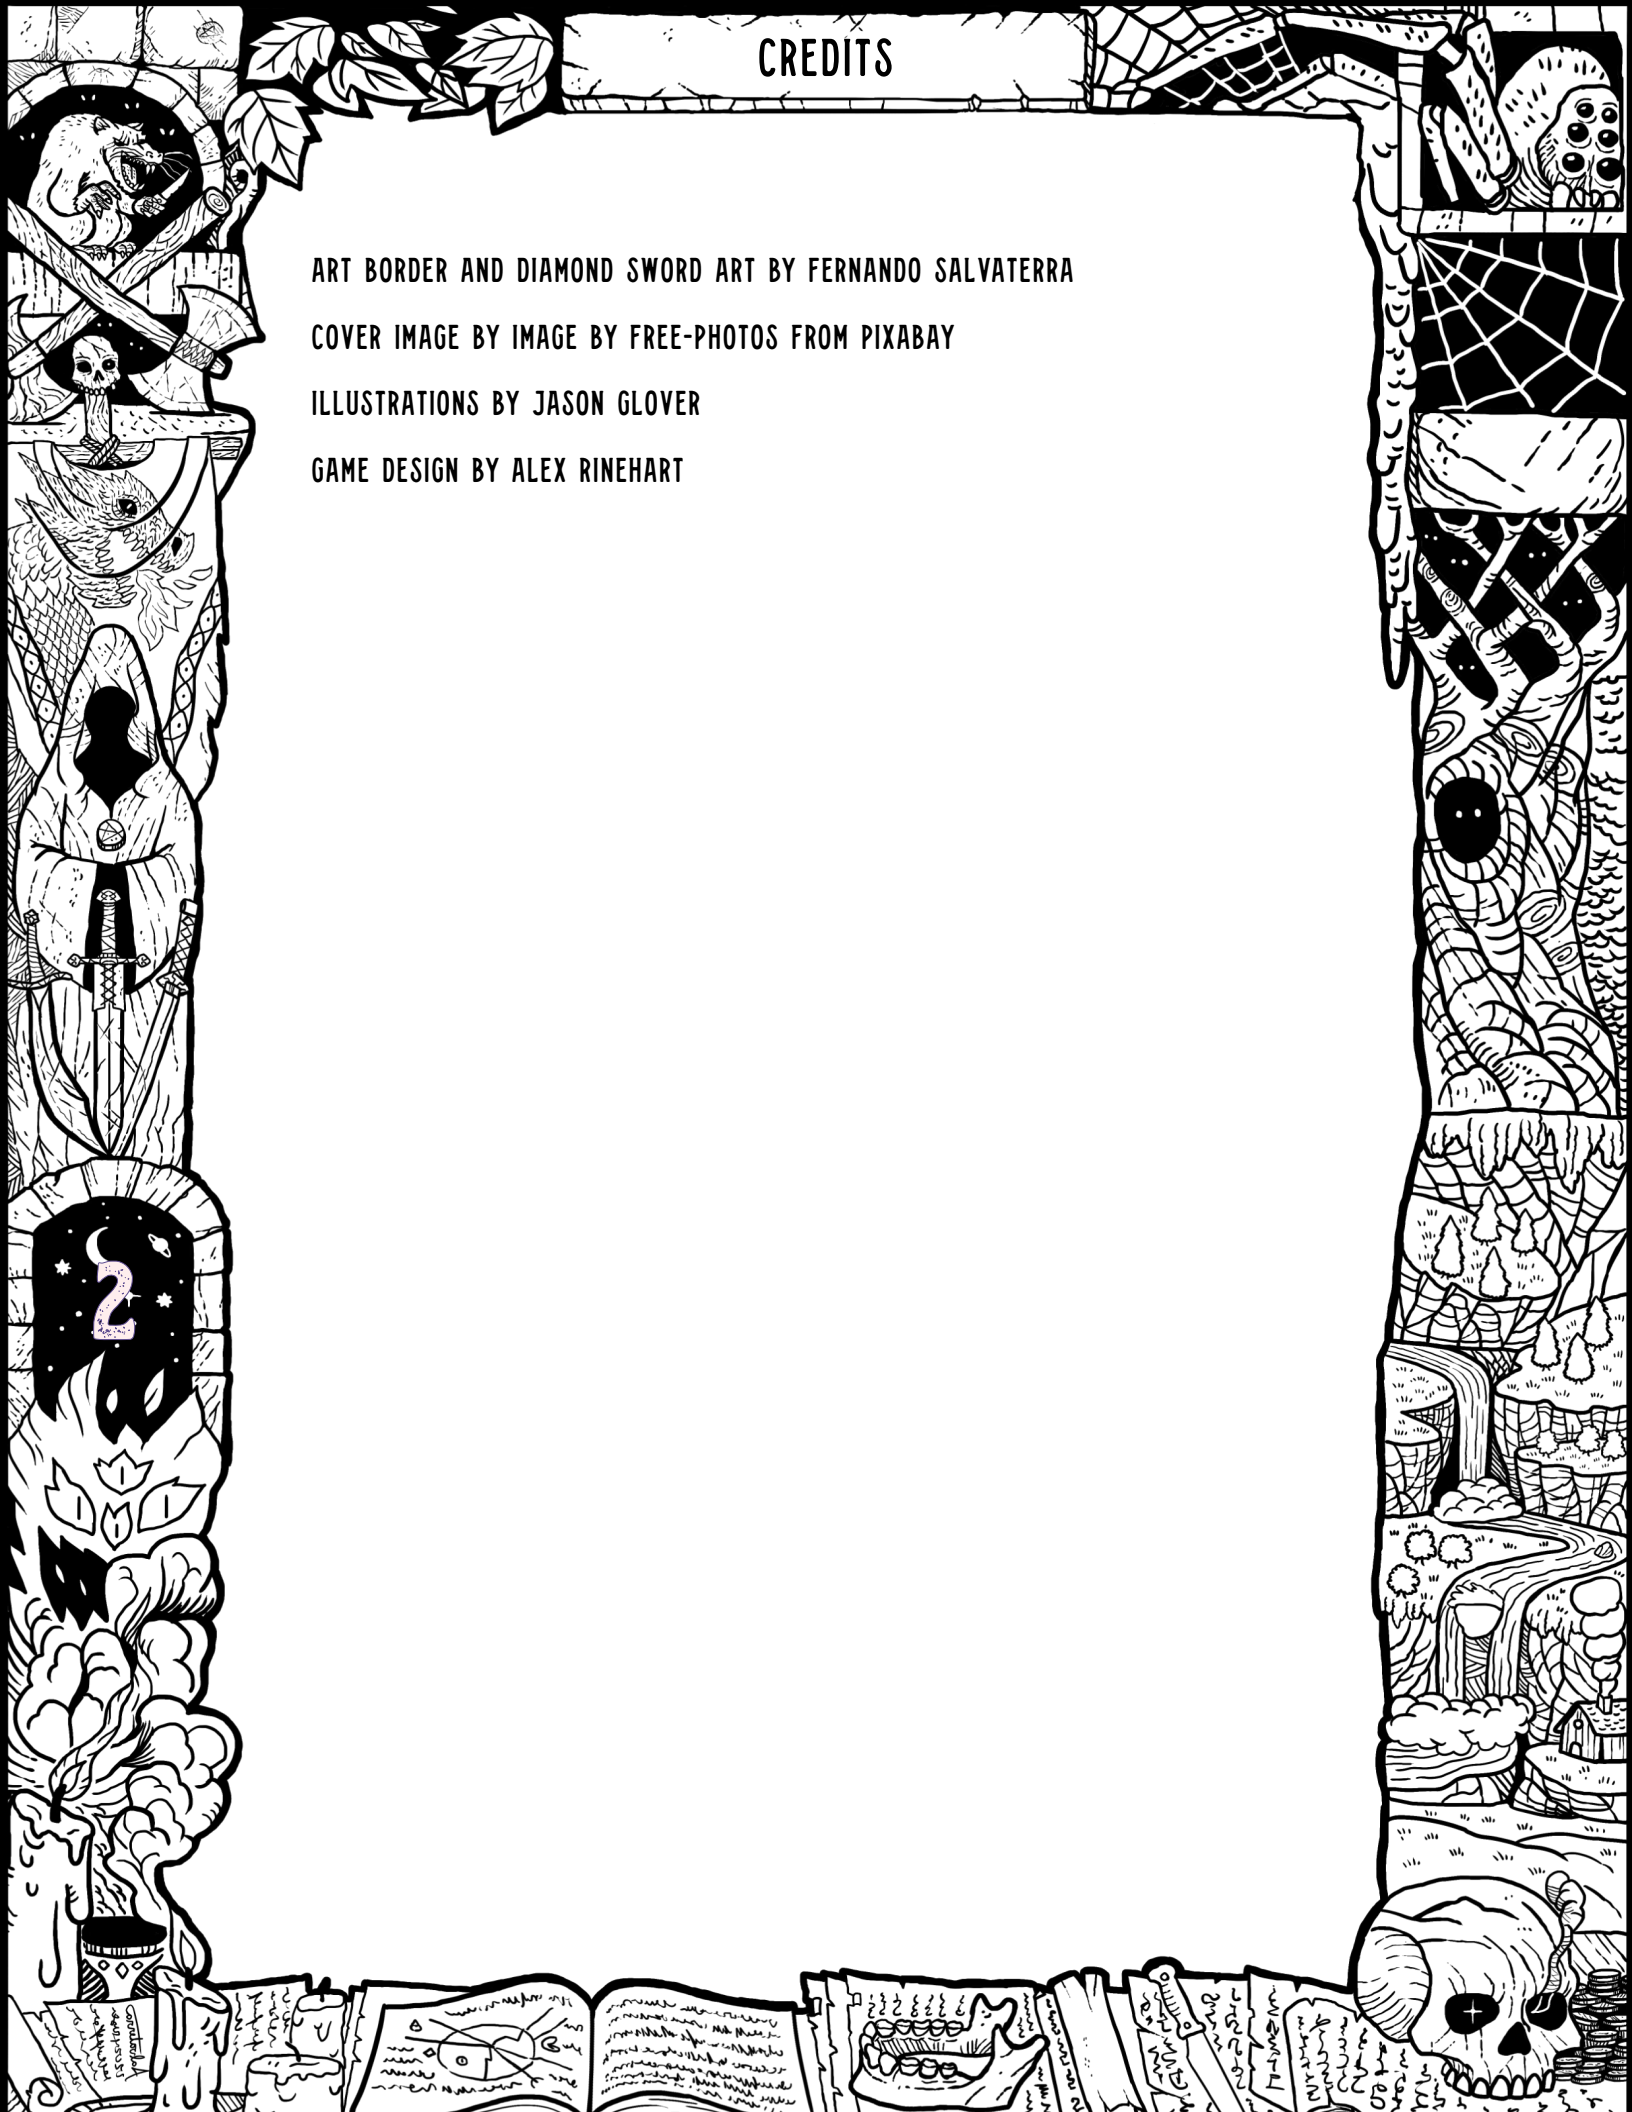 CREDITS
ART BORDER AND DIAMOND SWORD ART BY FERNANDO SALVATERRA
COVER IMAGE BY IMAGE BY FREE-PHOTOS FROM PIXABAY
ILLUSTRATIONS BY JASON GLOVER
GAME DESIGN BY ALEX RINEHART
2